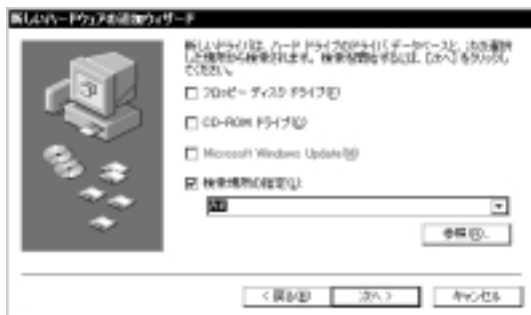 新しいハードウェアの追加ウィザード
新しいドライバは、ハード ドライブのドライバ データベースと、次の選択
した場所から検索されます。検索を開始するには、[次へ] をクリックし
てください。
フロッピー ディスク ドライブ(F)
CD-ROM ドライブ(C)
Microsoft Windows Update(M)
検索場所の指定(L):
参照(R)...
< 戻る(B)
次へ >
キャンセル